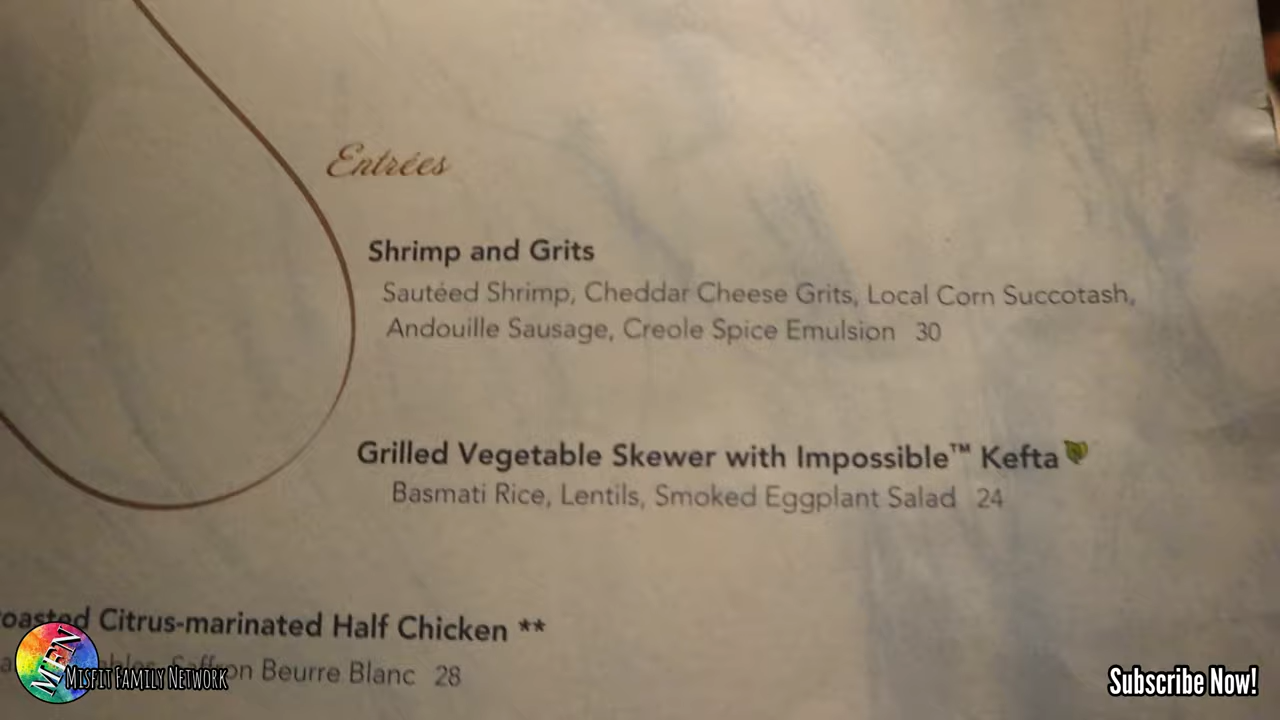 Entrées
Shrimp and Grits
Sautéed Shrimp, Cheddar Cheese Grits, Local Corn Succotash,
Andouille Sausage, Creole Spice Emulsion 30
Grilled Vegetable Skewer with Impossible™ Kefta
Basmati Rice, Lentils, Smoked Eggplant Salad 24
Citrus-marinated Half Chicken **
Beurre Blanc 28
MFN
Misfit Family Network
Subscribe Now!